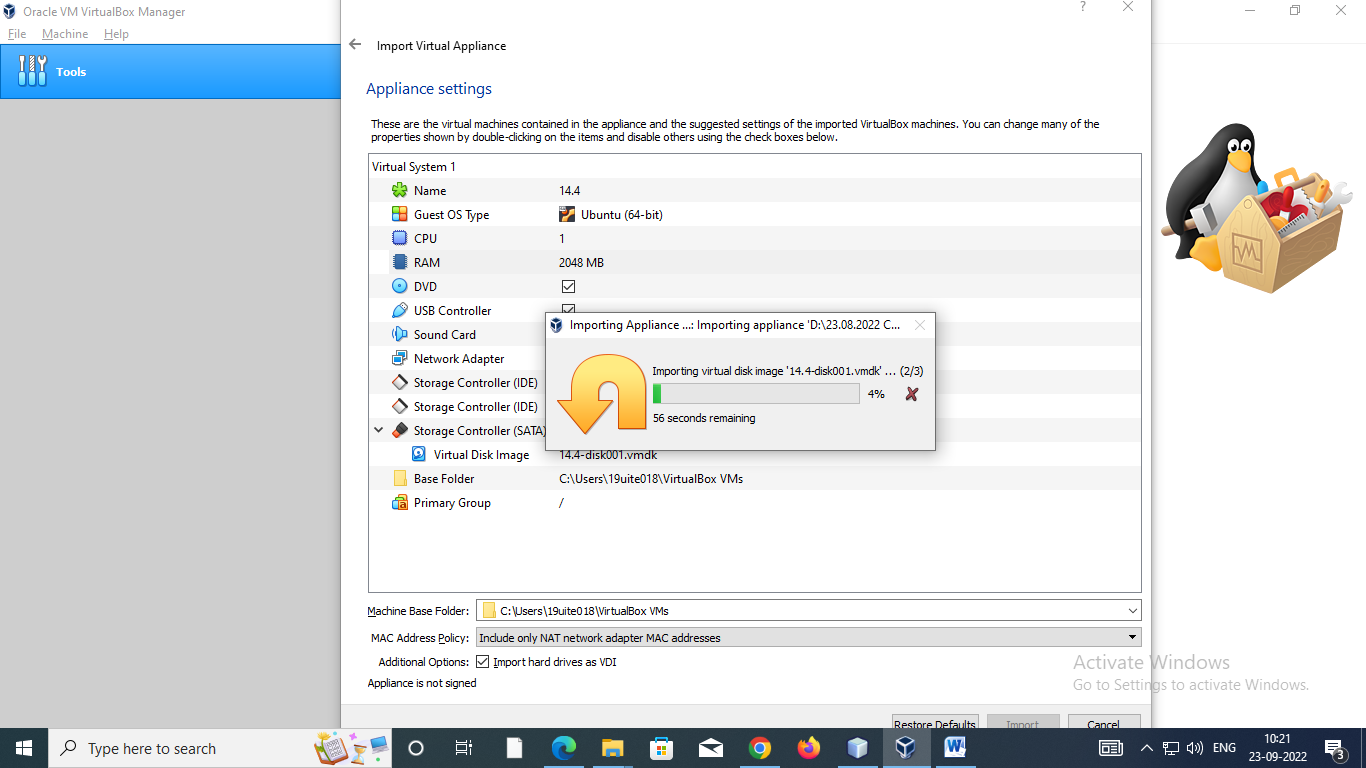 Oracle VM VirtualBox Manager
File Machine Help
Tools
?
Import Virtual Appliance
Appliance settings
These are the virtual machines contained in the appliance and the suggested settings of the imported VirtualBox machines. You can change many of the
properties shown by double-clicking on the items and disable others using the check boxes below.
Virtual System 1
Name 14.4
Guest OS Type Ubuntu (64-bit)
CPU 1
RAM 2048 MB
DVD
USB Controller
Sound Card
Network Adapter
Storage Controller (IDE)
Storage Controller (IDE)
Storage Controller (SATA)
Virtual Disk Image 14.4-disk001.vmdk
Base Folder C:\Users\19uite018\VirtualBox VMs
Primary Group /
Importing Appliance ...: Importing appliance 'D:\23.08.2022 C...
Importing virtual disk image '14.4-disk001.vmdk' ... (2/3)
4%
56 seconds remaining
Machine Base Folder: C:\Users\19uite018\VirtualBox VMs
MAC Address Policy: Include only NAT network adapter MAC addresses
Additional Options: Import hard drives as VDI
Appliance is not signed
Restore Defaults Import Cancel
Activate Windows
Go to Settings to activate Windows.
Type here to search
ENG
10:21
23-09-2022
3